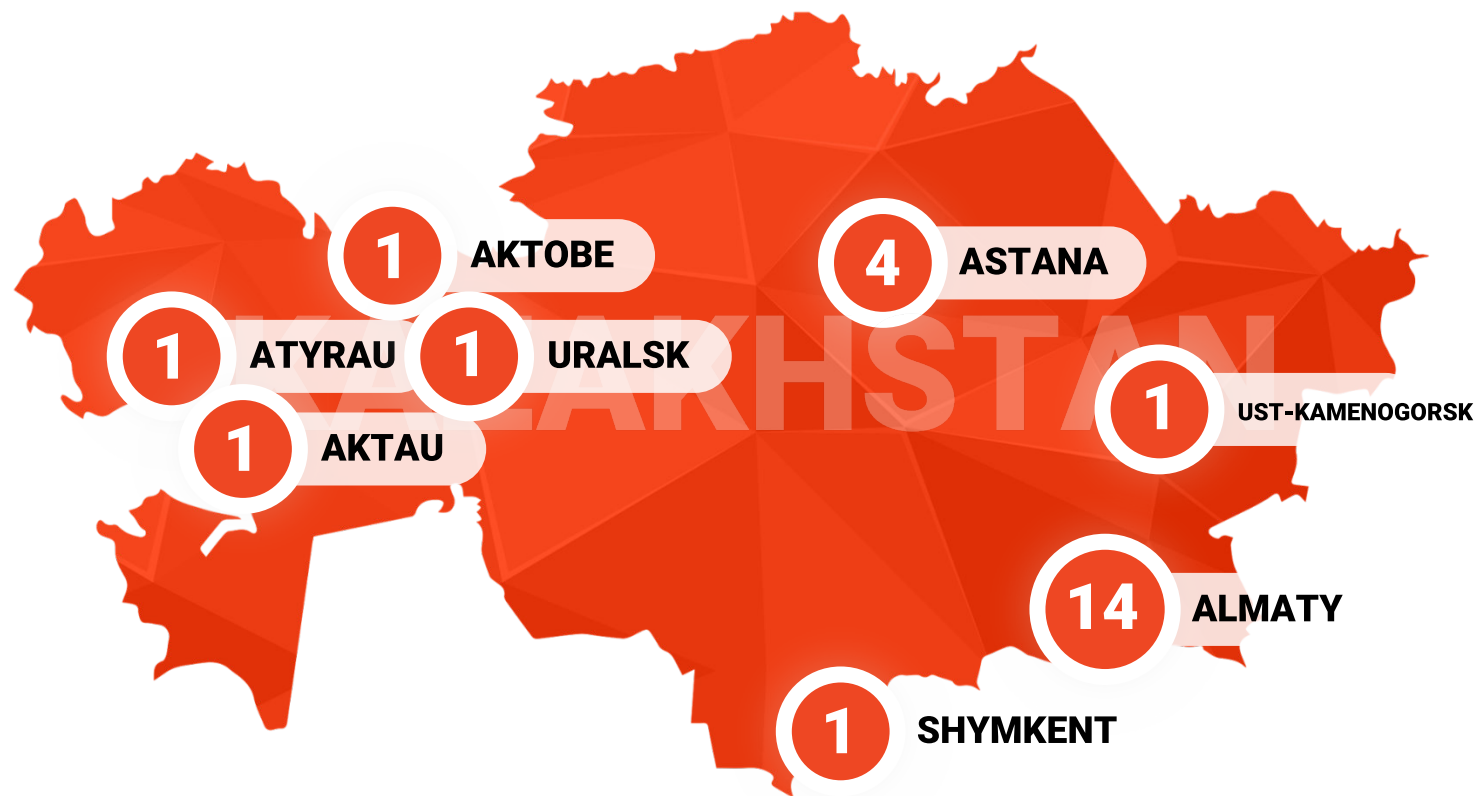 1 AKTOBE
4 ASTANA
KAZAKHSTAN
1 ATYRAU
1 URALSK
1 AKTAU
1 UST-KAMENOGORSK
14 ALMATY
1 SHYMKENT